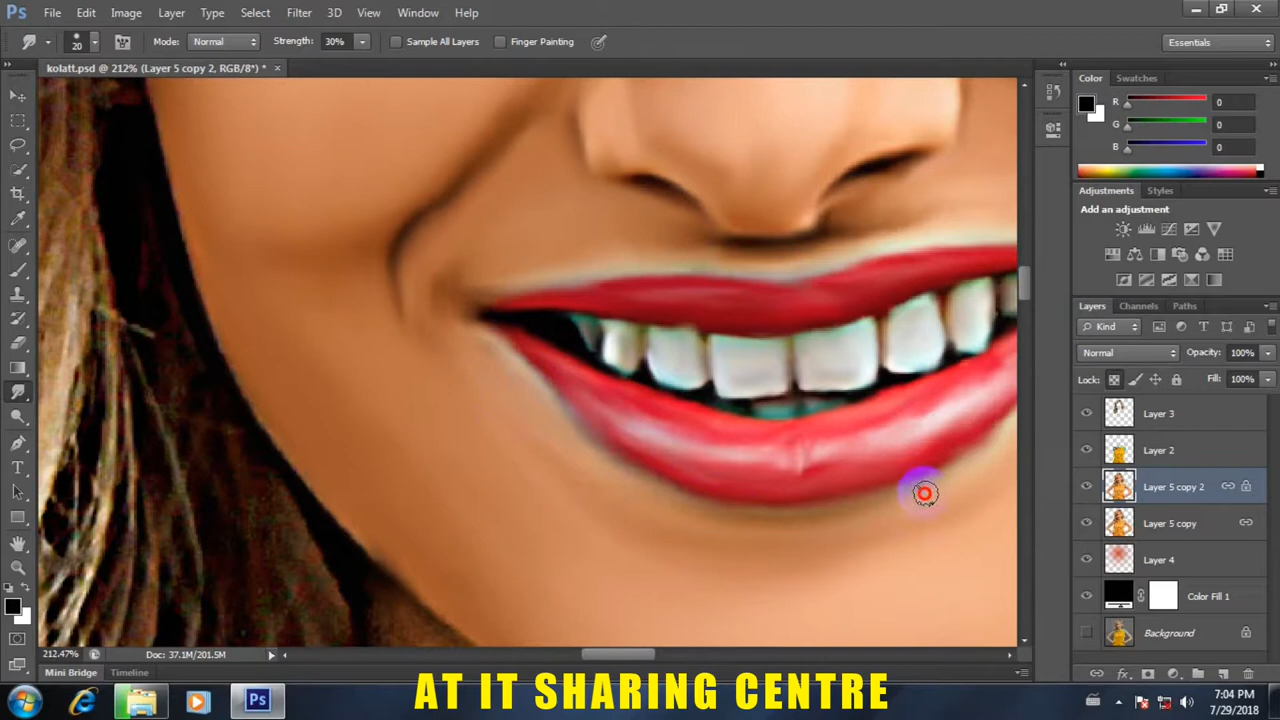 Ps File Edit Image Layer Type Select Filter 3D View Window Help
20 Mode: Normal Strength: 30% Sample All Layers Finger Painting Essentials
kolatt.psd @ 212% (Layer 5 copy 2, RGB/8*) * ×
Color Swatches
R 0
G 0
B 0
Adjustments Styles
Add an adjustment
Layers Channels Paths
Kind
Normal Opacity: 100%
Lock: Fill: 100%
Layer 3
Layer 2
Layer 5 copy 2
Layer 5 copy
Layer 4
Color Fill 1
Background
212.47% Doc: 37.1M/201.5M
Mini Bridge Timeline
AT IT SHARING CENTRE
Ps
7:04 PM
7/29/2018